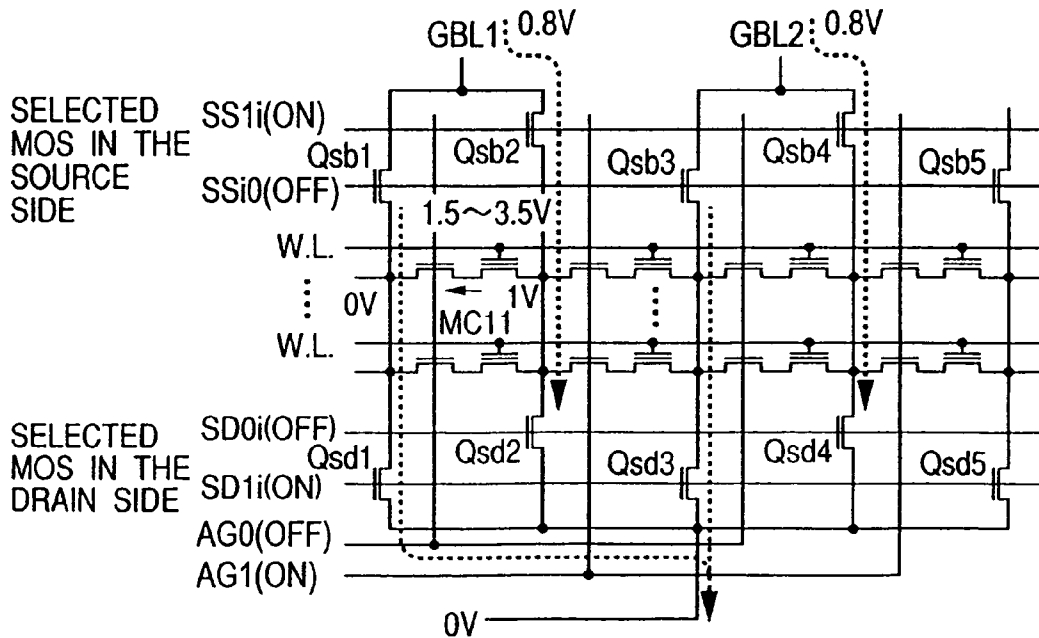 GBL1 0.8V
GBL2 0.8V
SELECTED
MOS IN THE
SOURCE
SIDE
SS1i(ON)
Qsb1
Qsb2
Qsb3
Qsb4
Qsb5
SSi0(OFF)
1.5~3.5V
W.L.
0V
1V
MC11
W.L.
SELECTED
MOS IN THE
DRAIN SIDE
SD0i(OFF)
Qsd1
Qsd2
Qsd3
Qsd4
Qsd5
SD1i(ON)
AG0(OFF)
AG1(ON)
0V